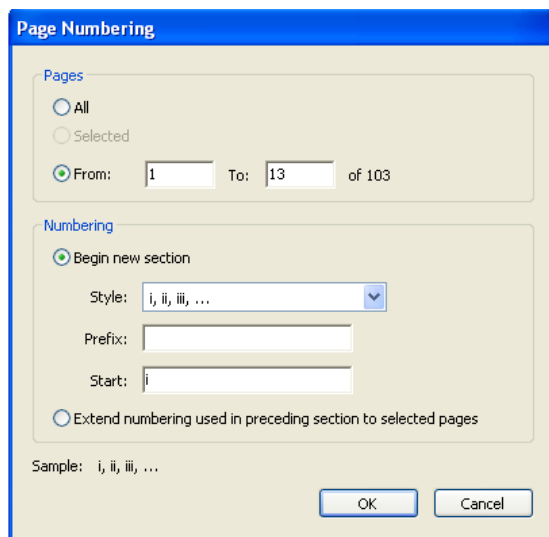 Page Numbering
Pages
All
Selected
From: 1 To: 13 of 103
Numbering
Begin new section
Style: i, ii, iii, ...
Prefix:
Start: i
Extend numbering used in preceding section to selected pages
Sample: i, ii, iii, ...
OK Cancel